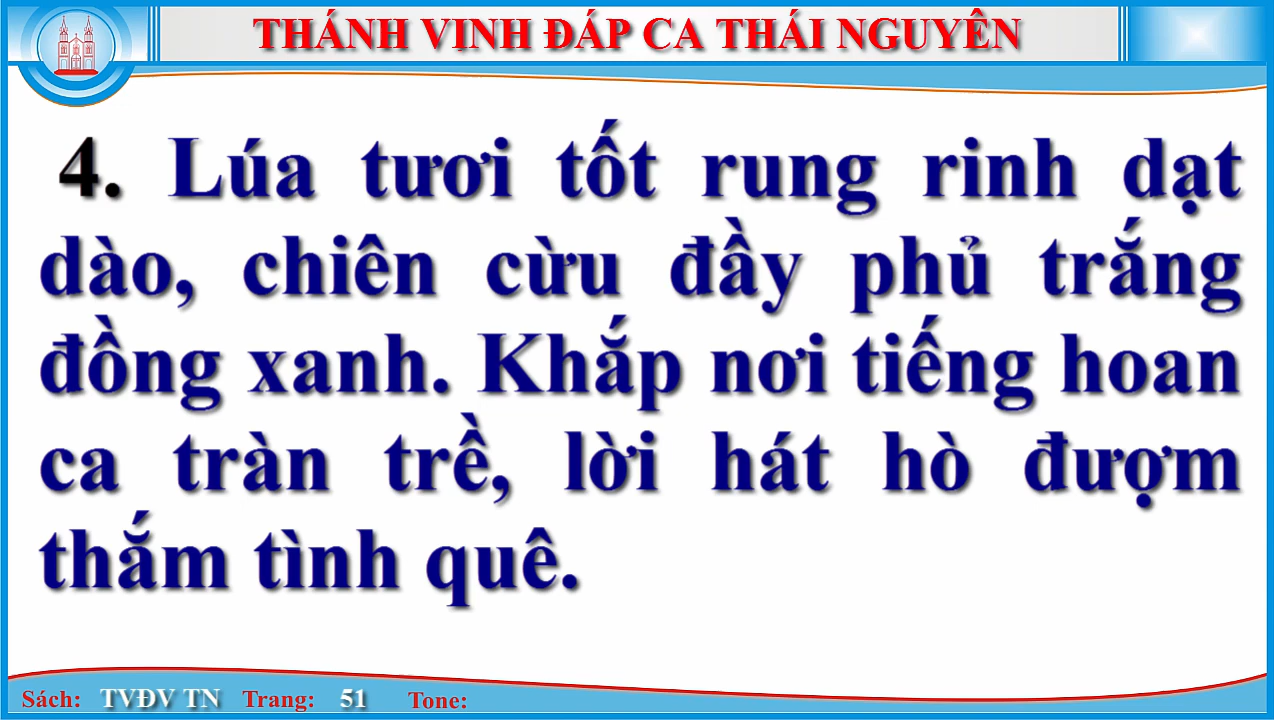 THÁNH VINH ĐÁP CA THÁI NGUYÊN
4. Lúa tươi tốt rung rinh dạt
dào, chiên cừu đầy phủ trắng
đồng xanh. Khắp nơi tiếng hoan
ca tràn trề, lời hát hò đượm
thắm tình quê.
Sách: TVĐV TN Trang: 51 Tone: